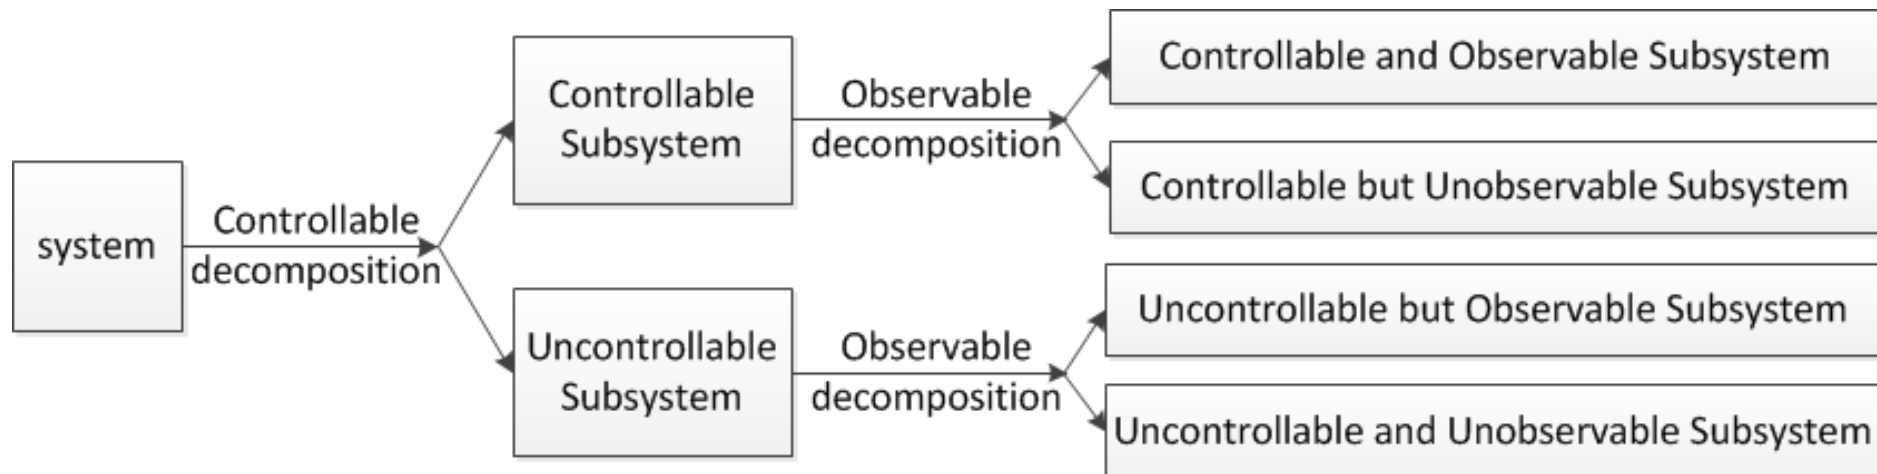 system
Controllable
decomposition
Controllable
Subsystem
Uncontrollable
Subsystem
Observable
decomposition
Observable
decomposition
Controllable and Observable Subsystem
Controllable but Unobservable Subsystem
Uncontrollable but Observable Subsystem
Uncontrollable and Unobservable Subsystem